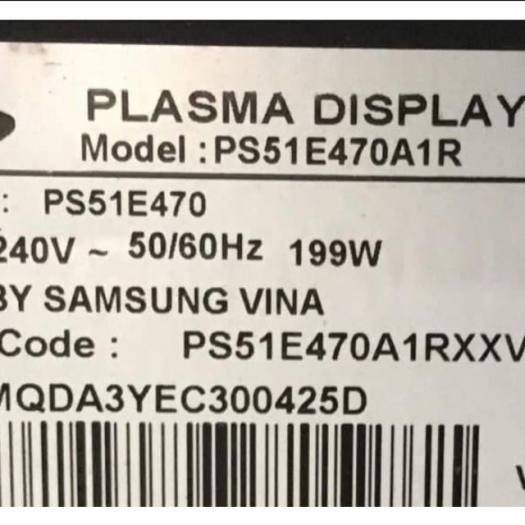 PLASMA DISPLAY
Model : PS51E470A1R
: PS51E470
240V ~ 50/60Hz 199W
BY SAMSUNG VINA
Code : PS51E470A1RXXV
MQDA3YEC300425D